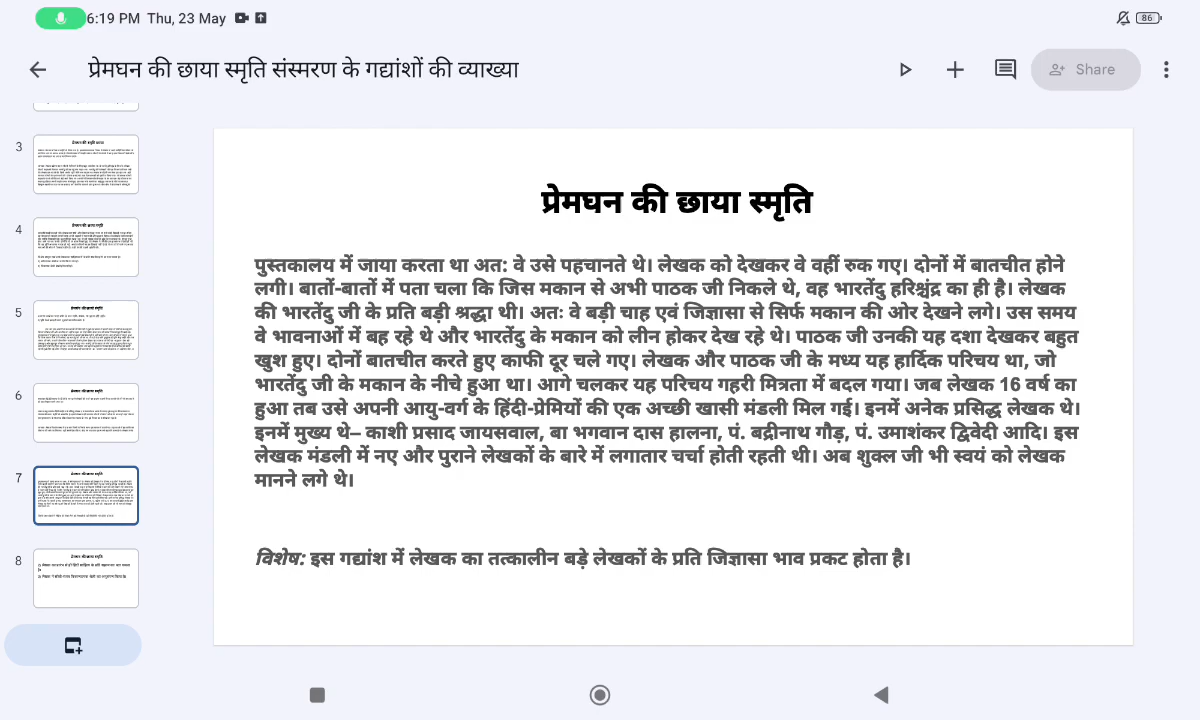 6:19 PM Thu, 23 May
86
प्रेमघन की छाया स्मृति संस्मरण के गद्यांशों की व्याख्या
Share
3
4
5
6
7
8
प्रेमघन की छाया स्मृति
पुस्तकालय में जाया करता था अतः वे उसे पहचानते थे। लेखक को देखकर वे वहीं रुक गए। दोनों में बातचीत होने
लगी। बातों-बातों में पता चला कि जिस मकान से अभी पाठक जी निकले थे, वह भारतेंदु हरिश्चंद्र का ही है। लेखक
की भारतेंदु जी के प्रति बड़ी श्रद्धा थी। अतः वे बड़ी चाह एवं जिज्ञासा से सिर्फ मकान की ओर देखने लगे। उस समय
वे भावनाओं में बह रहे थे और भारतेंदु के मकान को लीन होकर देख रहे थे। पाठक जी उनकी यह दशा देखकर बहुत
खुश हुए। दोनों बातचीत करते हुए काफी दूर चले गए। लेखक और पाठक जी के मध्य यह हार्दिक परिचय था, जो
भारतेंदु जी के मकान के नीचे हुआ था। आगे चलकर यह परिचय गहरी मित्रता में बदल गया। जब लेखक 16 वर्ष का
हुआ तब उसे अपनी आयु-वर्ग के हिंदी-प्रेमियों की एक अच्छी खासी मंडली मिल गई। इनमें अनेक प्रसिद्ध लेखक थे।
इनमें मुख्य थे– काशी प्रसाद जायसवाल, बा भगवान दास हालना, पं. बद्रीनाथ गौड़, पं. उमाशंकर द्विवेदी आदि। इस
लेखक मंडली में नए और पुराने लेखकों के बारे में लगातार चर्चा होती रहती थी। अब शुक्ल जी भी स्वयं को लेखक
मानने लगे थे।
विशेष: इस गद्यांश में लेखक का तत्कालीन बड़े लेखकों के प्रति जिज्ञासा भाव प्रकट होता है।